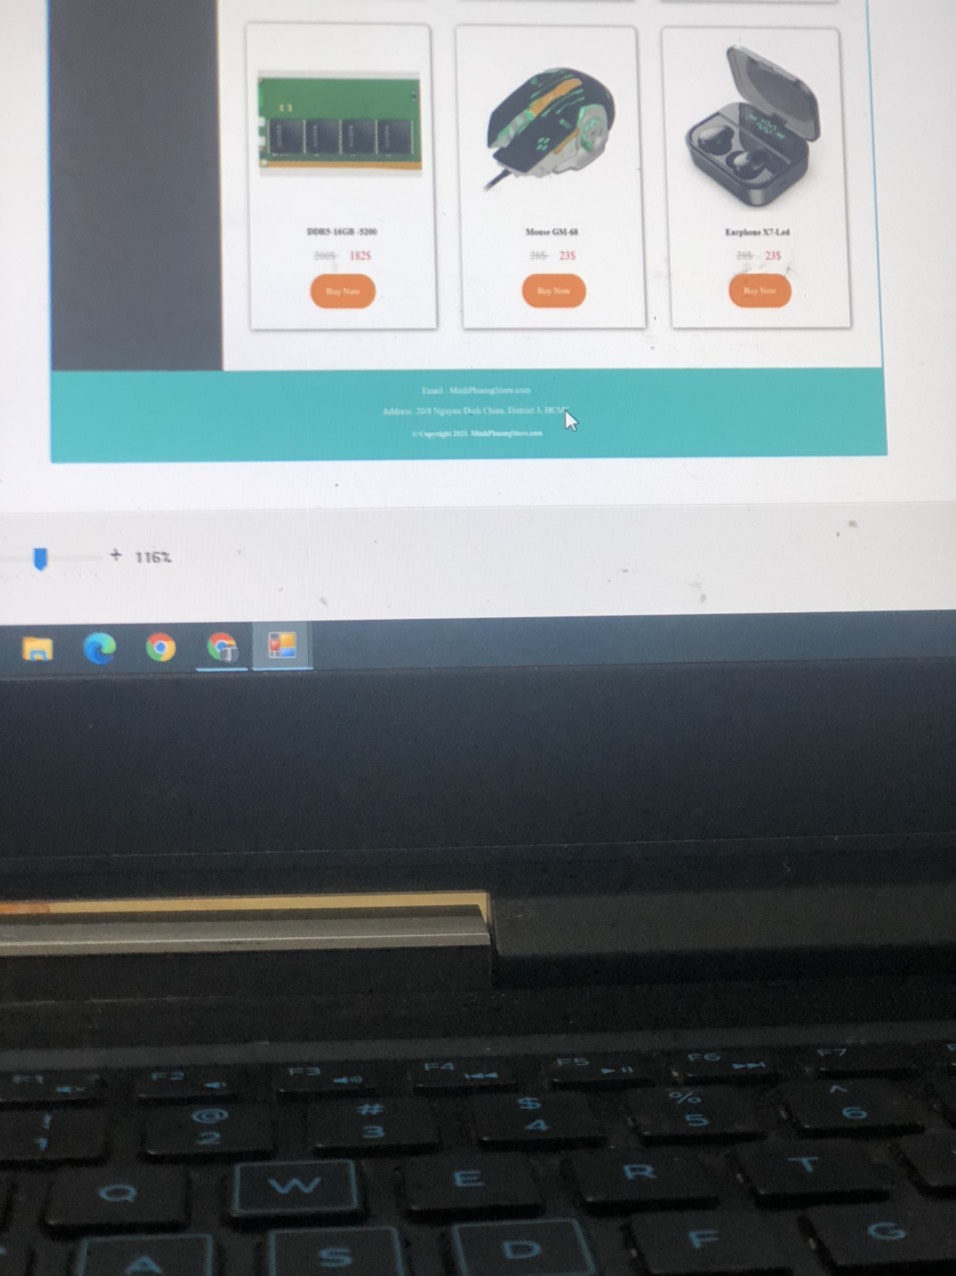 DDR5-16GB -5200
Mouse GM-68
Earphone X7-Led
200$ 182$
26$ 23$
26$ 23$
Buy Now
Buy Now
Buy Now
Email : MinhPhuongStore.com
Address: 20/8 Nguyen Dinh Chieu, District 3, HCM
© Copyright 2023. MinhPhuongStore.com
+ 116%
F1 F2 F3 F4 F5 F6 F7
! @ # $ % ^
1 2 3 4 5 6
Q W E R T
A S D F G